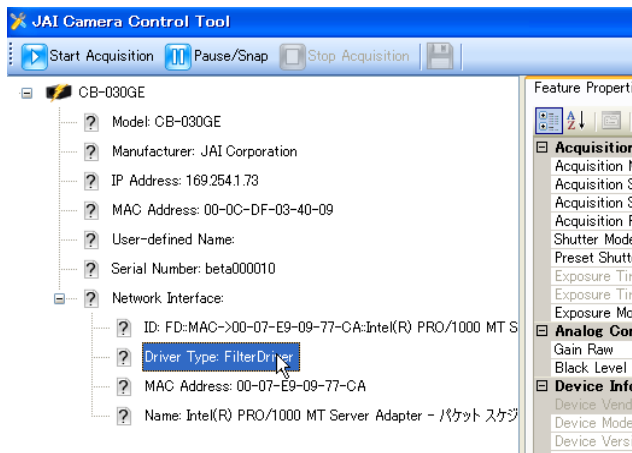 JAI Camera Control Tool
Start Acquisition Pause/Snap Stop Acquisition
CB-030GE
Model: CB-030GE
Manufacturer: JAI Corporation
IP Address: 169.254.1.73
MAC Address: 00-0C-DF-03-40-09
User-defined Name:
Serial Number: beta000010
Network Interface:
ID: FD::MAC->00-07-E9-09-77-CA::Intel(R) PRO/1000 MT S
Driver Type: FilterDriver
MAC Address: 00-07-E9-09-77-CA
Name: Intel(R) PRO/1000 MT Server Adapter - パケット スケジ
Feature Properti
Acquisition
Acquisition
Acquisition S
Acquisition S
Acquisition
Shutter Mode
Preset Shutt
Exposure Tir
Exposure Tir
Exposure Mo
Analog Cor
Gain Raw
Black Level
Device Info
Device Vend
Device Mode
Device Versi